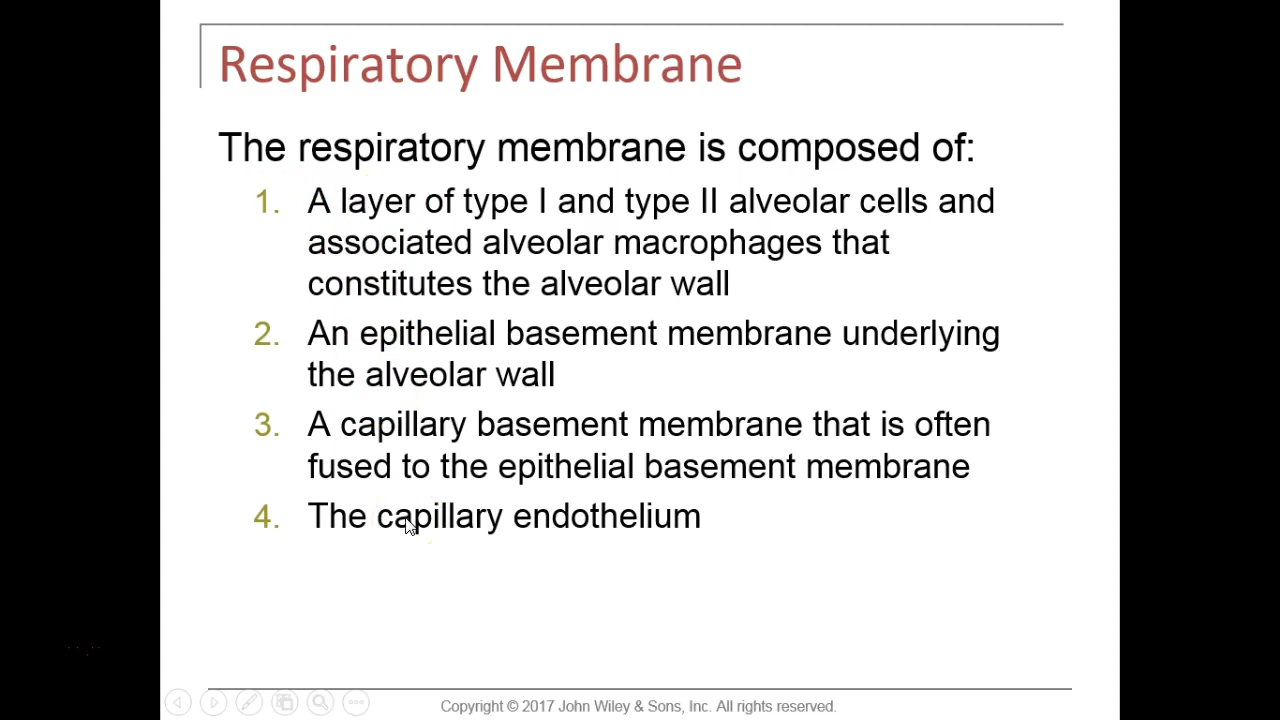 Respiratory Membrane
The respiratory membrane is composed of:
1. A layer of type I and type II alveolar cells and
associated alveolar macrophages that
constitutes the alveolar wall
2. An epithelial basement membrane underlying
the alveolar wall
3. A capillary basement membrane that is often
fused to the epithelial basement membrane
4. The capillary endothelium
Copyright © 2017 John Wiley & Sons, Inc. All rights reserved.